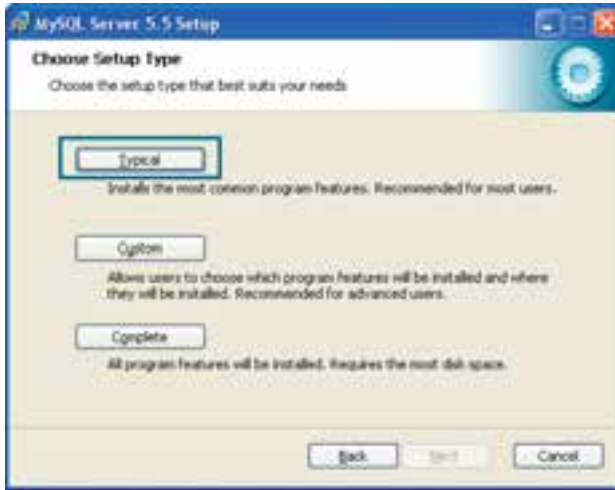 MySQL Server 5.5 Setup
Choose Setup Type
Choose the setup type that best suits your needs
Typical
Installs the most common program features. Recommended for most users.
Custom
Allows users to choose which program features will be installed and where
they will be installed. Recommended for advanced users.
Complete
All program features will be installed. Requires the most disk space.
Back Next Cancel